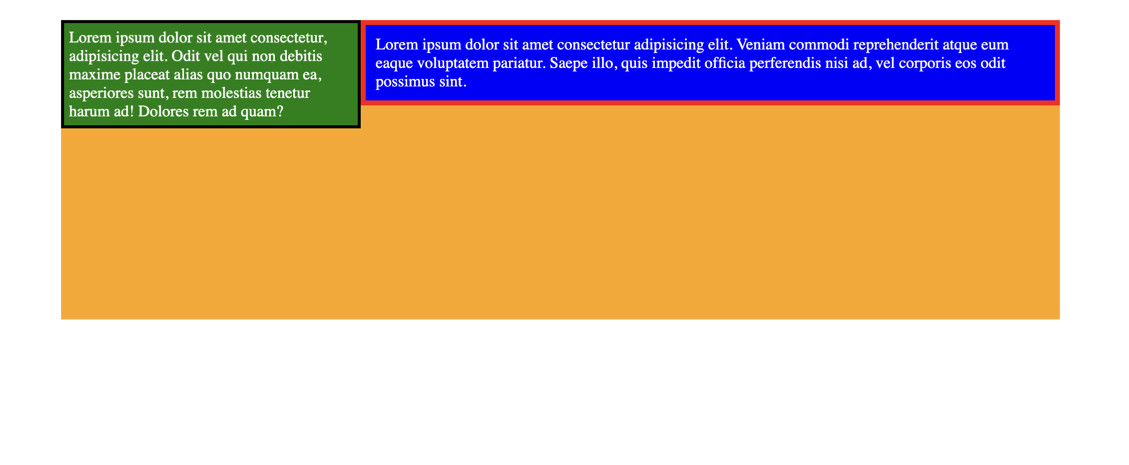 Lorem ipsum dolor sit amet consectetur,
adipisicing elit. Odit vel qui non debitis
maxime placeat alias quo numquam ea,
asperiores sunt, rem molestias tenetur
harum ad! Dolores rem ad quam?
Lorem ipsum dolor sit amet consectetur adipisicing elit. Veniam commodi reprehenderit atque eum
eaque voluptatem pariatur. Saepe illo, quis impedit officia perferendis nisi ad, vel corporis eos odit
possimus sint.